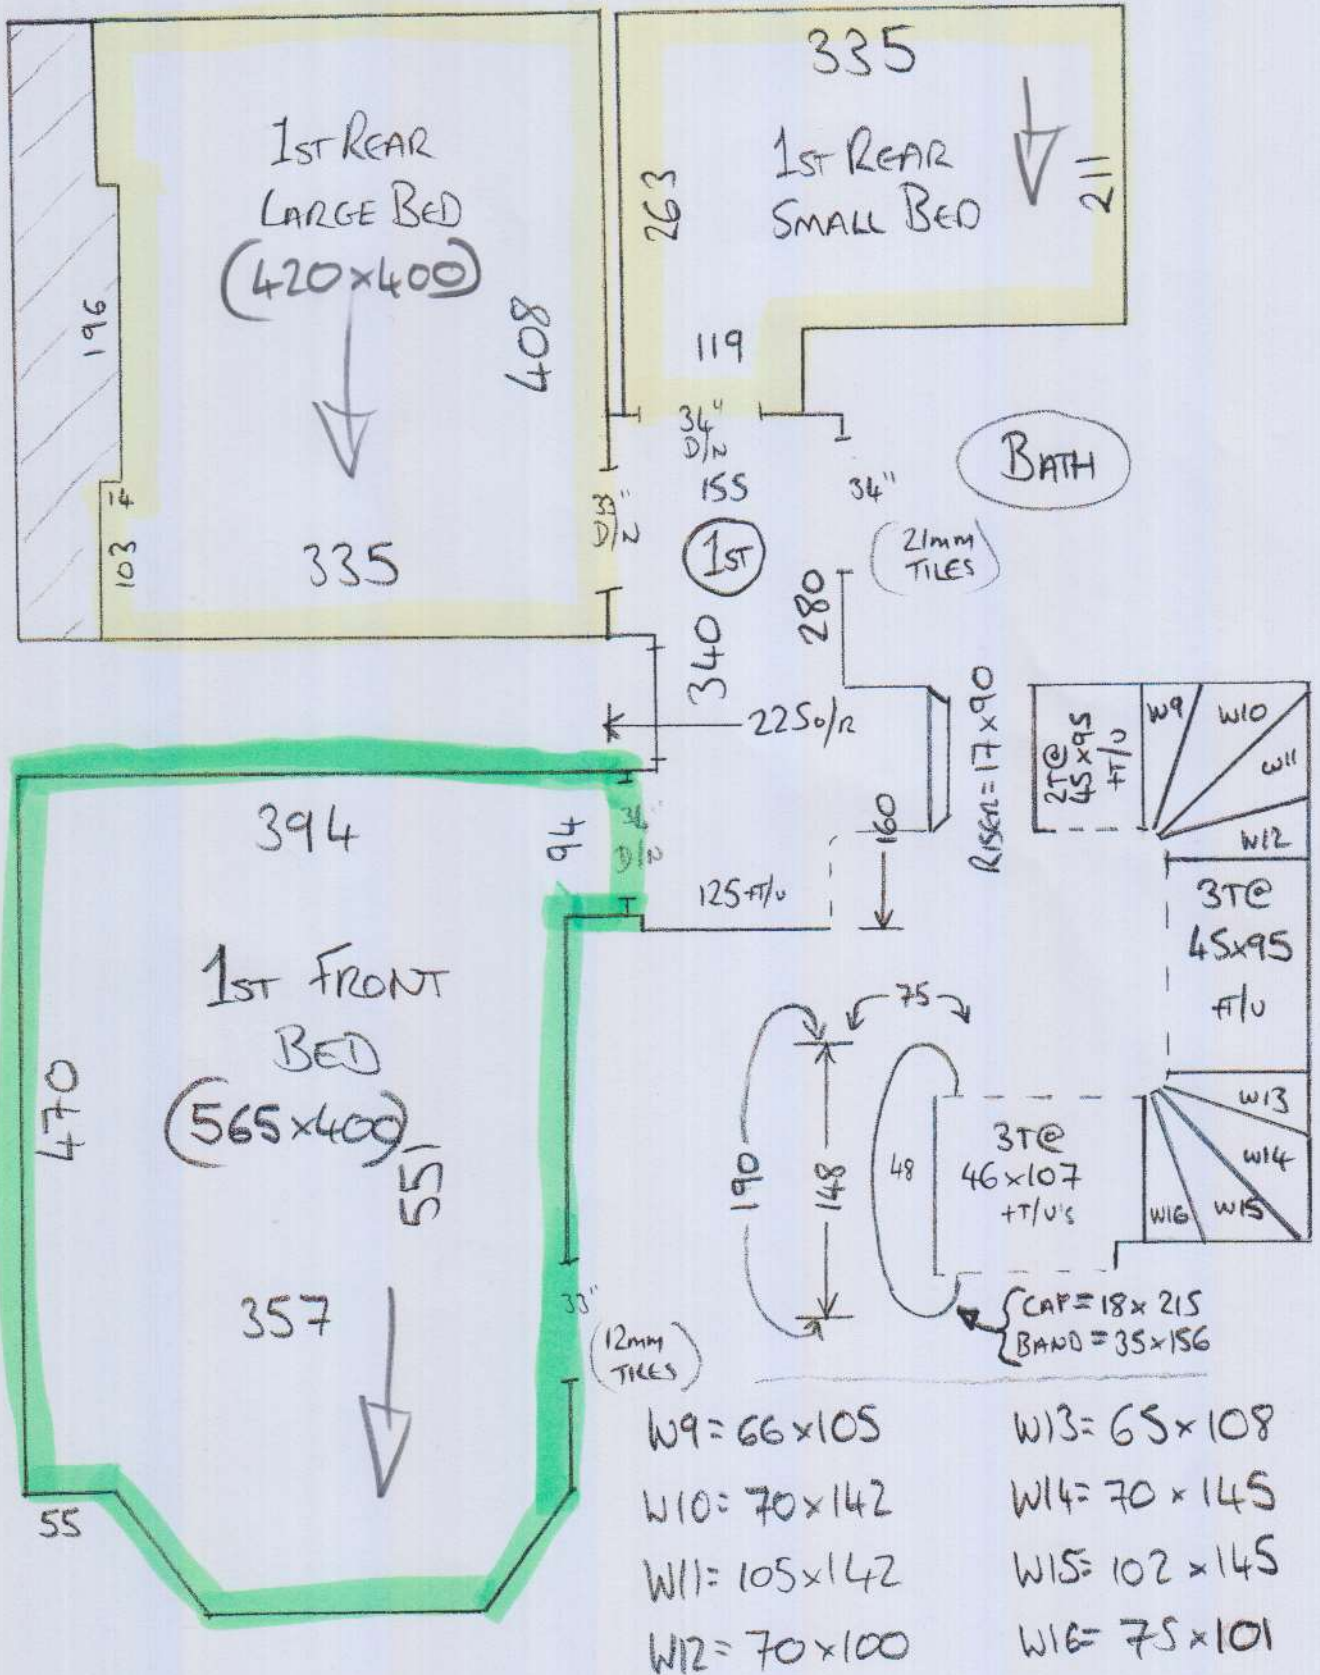 1ST REAR
LARGE BED
(420×400)
196
408
14
103
335
D/2 33"
335
1ST REAR
SMALL BED
263
211
119
34"
D/2
155
1ST
34"
BATH
(21mm
TILES)
340
280
225 o/R
RISER=17×90
2T@
45×95
+T/U
W9
W10
W11
W12
394
94
34"
D/2
160
125+T/U
3T@
45×95
+T/U
1ST FRONT
BED
(565×400)
470
551
357
55
33"
(12mm
TILES)
75
190
148
48
3T@
46×107
+T/U's
W13
W14
W15
W16
CAP=18×215
BAND=35×156
W9=66×105
W10=70×142
W11=105×142
W12=70×100
W13=65×108
W14=70×145
W15=102×145
W16=75×101